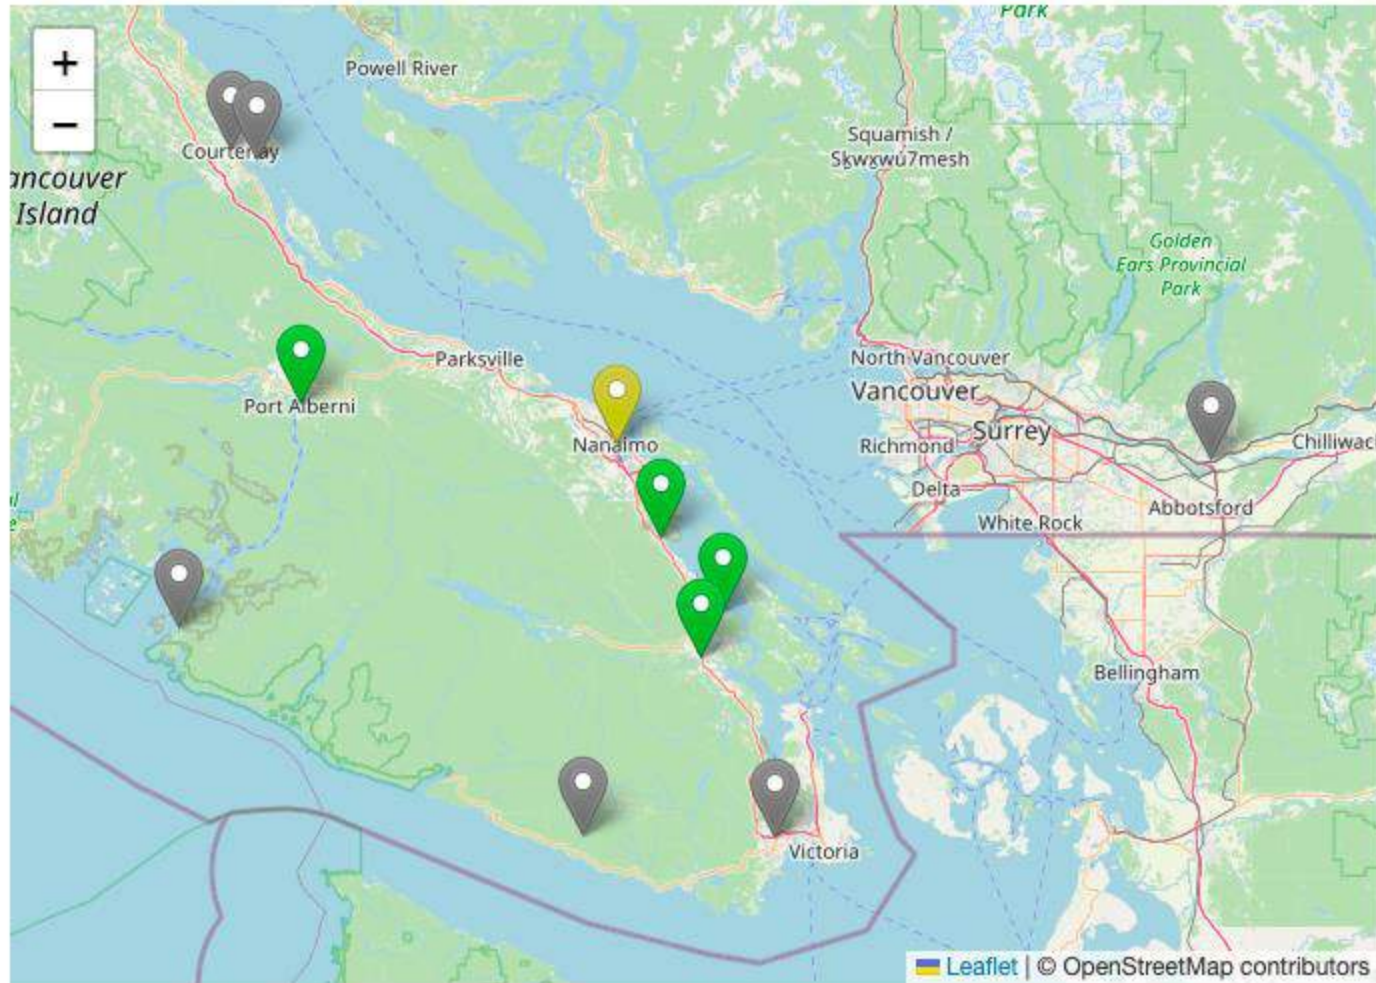 Park
+
−
Powell River
Squamish /
Sḵwx̱wú7mesh
Courtenay
ancouver
Island
Golden
Ears Provincial
Park
Parksville
North Vancouver
Vancouver
Port Alberni
Surrey
Nanaimo
Richmond
Chilliwac
Delta
Abbotsford
White Rock
Bellingham
Victoria
Leaflet | © OpenStreetMap contributors